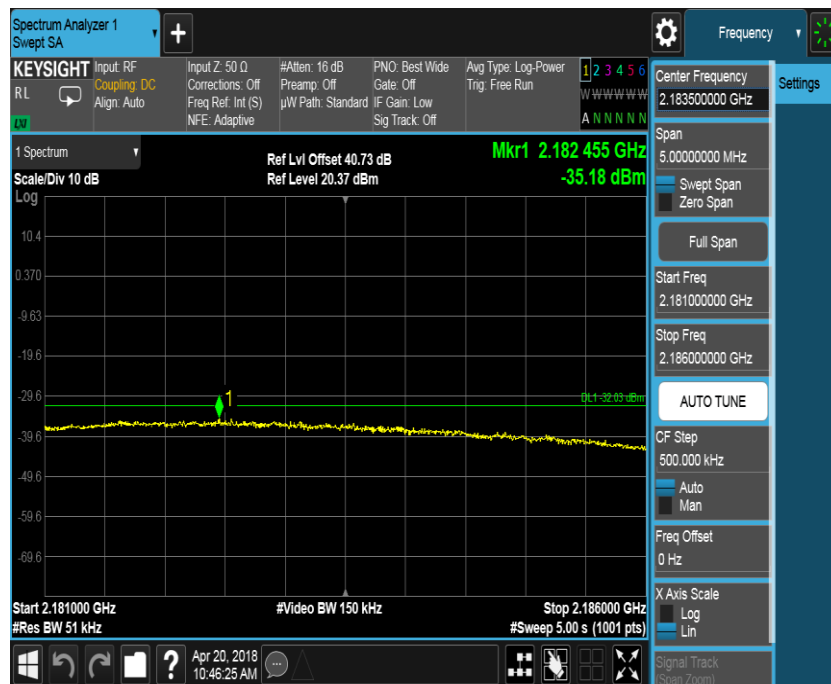 Spectrum Analyzer 1
Swept SA
Frequency
KEYSIGHT
RL
LXI
Input: RF
Coupling: DC
Align: Auto
Input Z: 50 Ω
Corrections: Off
Freq Ref: Int (S)
NFE: Adaptive
#Atten: 16 dB
Preamp: Off
µW Path: Standard
PNO: Best Wide
Gate: Off
IF Gain: Low
Sig Track: Off
Avg Type: Log-Power
Trig: Free Run
1 2 3 4 5 6
W W W W W W
A N N N N N
1 Spectrum
Scale/Div 10 dB
Log
Ref Lvl Offset 40.73 dB
Ref Level 20.37 dBm
Mkr1 2.182 455 GHz
-35.18 dBm
10.4
0.370
-9.63
-19.6
-29.6
-39.6
-49.6
-59.6
-69.6
1
DL1 -32.03 dBm
Start 2.181000 GHz
#Res BW 51 kHz
#Video BW 150 kHz
Stop 2.186000 GHz
#Sweep 5.00 s (1001 pts)
Center Frequency
2.183500000 GHz
Span
5.00000000 MHz
Swept Span
Zero Span
Full Span
Start Freq
2.181000000 GHz
Stop Freq
2.186000000 GHz
AUTO TUNE
CF Step
500.000 kHz
Auto
Man
Freq Offset
0 Hz
X Axis Scale
Log
Lin
Signal Track
(Span Zoom)
Settings
?
Apr 20, 2018
10:46:25 AM